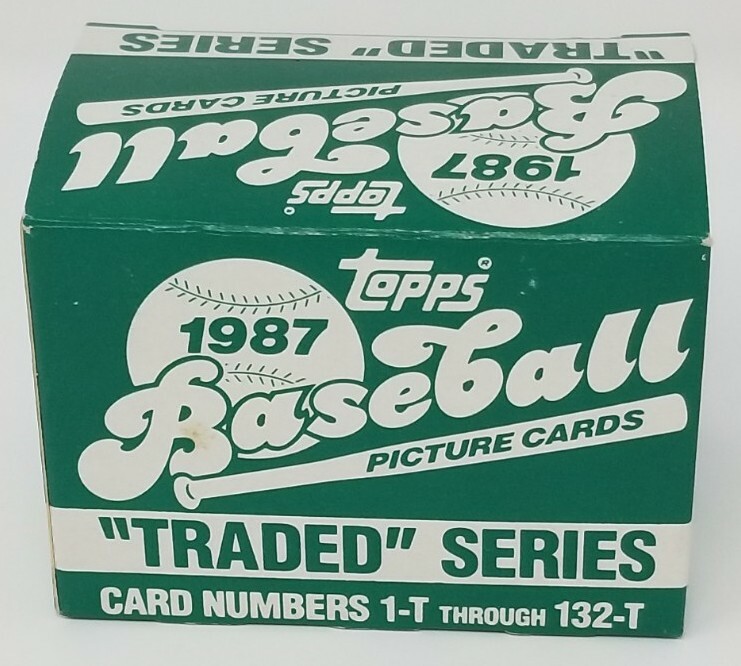 "TRADED" SERIES
PICTURE CARDS
Baseball
1987
topps®
topps®
1987
Baseball
PICTURE CARDS
"TRADED" SERIES
CARD NUMBERS 1-T THROUGH 132-T